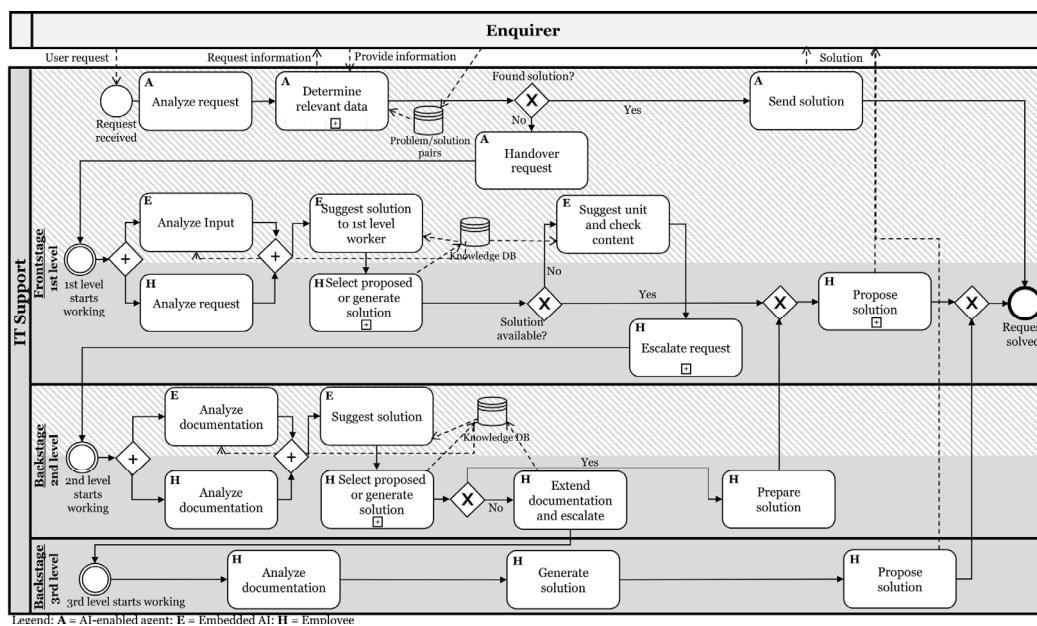 Enquirer
User request
Request information
Provide information
Solution
IT Support
Frontstage
1st level
A
Analyze request
A
Determine
relevant data
+
Found solution?
X
Yes
No
A
Send solution
Request
received
Problem/solution
pairs
A
Handover
request
E
Analyze Input
E
Suggest solution
to 1st level
worker
Knowledge DB
E
Suggest unit
and check
content
+
+
1st level
starts
working
H
Analyze request
H
Select proposed
or generate
solution
+
No
X
Solution
available?
Yes
X
H
Propose
solution
+
X
Request
solved
H
Escalate request
+
Backstage
2nd level
E
Analyze
documentation
E
Suggest solution
Knowledge DB
+
+
2nd level
starts
working
H
Analyze
documentation
H
Select proposed
or generate
solution
+
X
Yes
No
H
Extend
documentation
and escalate
H
Prepare
solution
Backstage
3rd level
3rd level starts working
H
Analyze
documentation
H
Generate
solution
H
Propose
solution
Legend: A = AI-enabled agent; E = Embedded AI; H = Employee